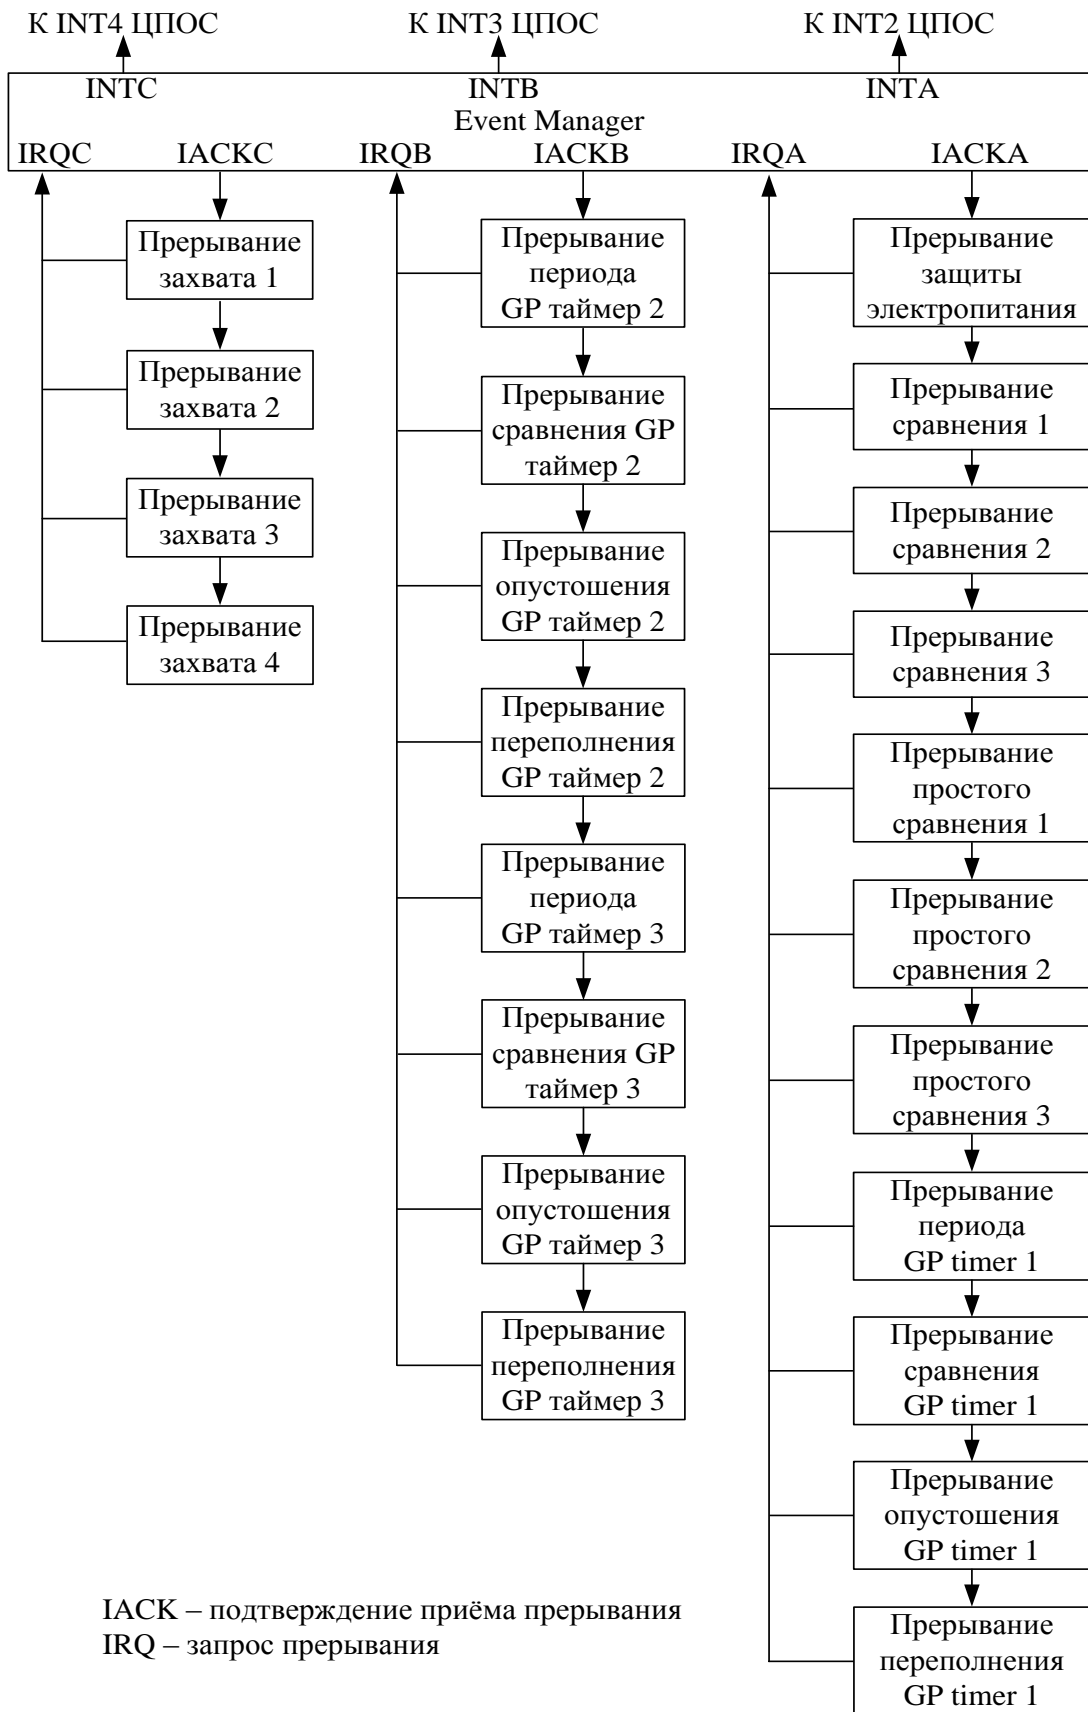 К INT4 ЦПОС
К INT3 ЦПОС
К INT2 ЦПОС
INTC
INTB
INTA
Event Manager
IRQC
IACKC
IRQB
IACKB
IRQA
IACKA
Прерывание
захвата 1
Прерывание
захвата 2
Прерывание
захвата 3
Прерывание
захвата 4
Прерывание
периода
GP таймер 2
Прерывание
сравнения GP
таймер 2
Прерывание
опустошения
GP таймер 2
Прерывание
переполнения
GP таймер 2
Прерывание
периода
GP таймер 3
Прерывание
сравнения GP
таймер 3
Прерывание
опустошения
GP таймер 3
Прерывание
переполнения
GP таймер 3
Прерывание
защиты
электропитания
Прерывание
сравнения 1
Прерывание
сравнения 2
Прерывание
сравнения 3
Прерывание
простого
сравнения 1
Прерывание
простого
сравнения 2
Прерывание
простого
сравнения 3
Прерывание
периода
GP timer 1
Прерывание
сравнения
GP timer 1
Прерывание
опустошения
GP timer 1
Прерывание
переполнения
GP timer 1
IACK – подтверждение приёма прерывания
IRQ – запрос прерывания